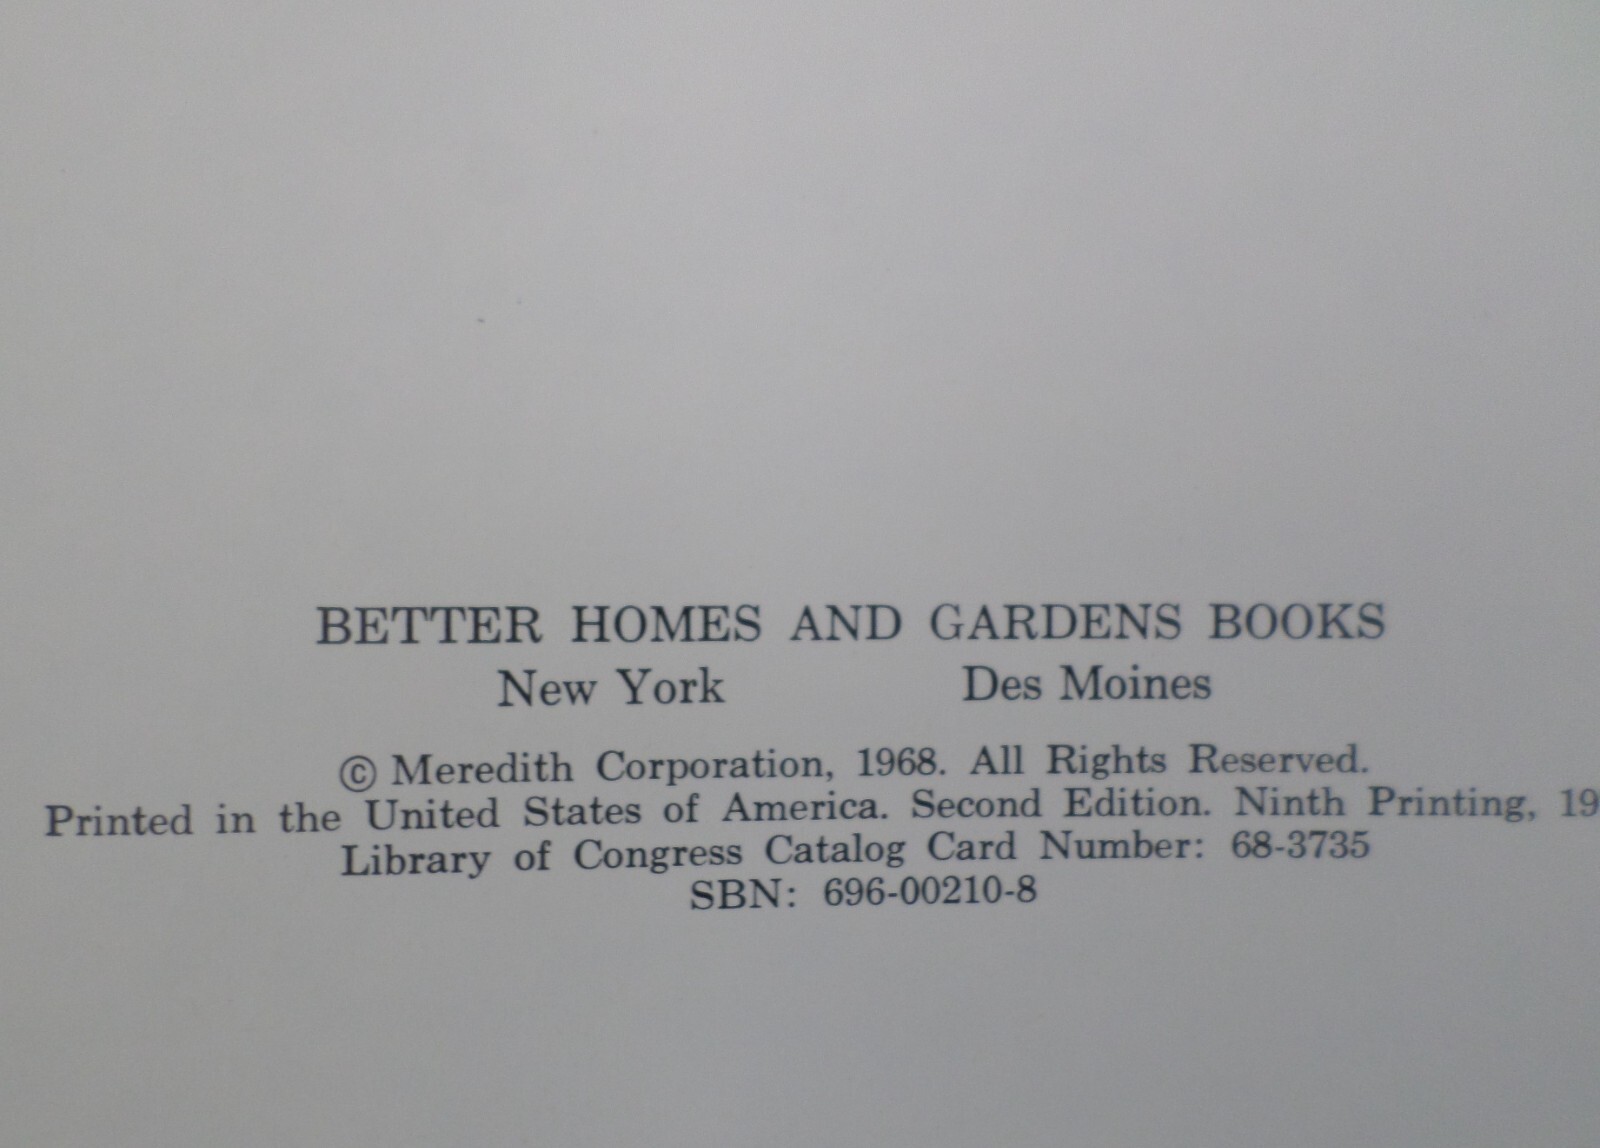 BETTER HOMES AND GARDENS BOOKS
New York Des Moines
© Meredith Corporation, 1968. All Rights Reserved.
Printed in the United States of America. Second Edition. Ninth Printing, 19
Library of Congress Catalog Card Number: 68-3735
SBN: 696-00210-8